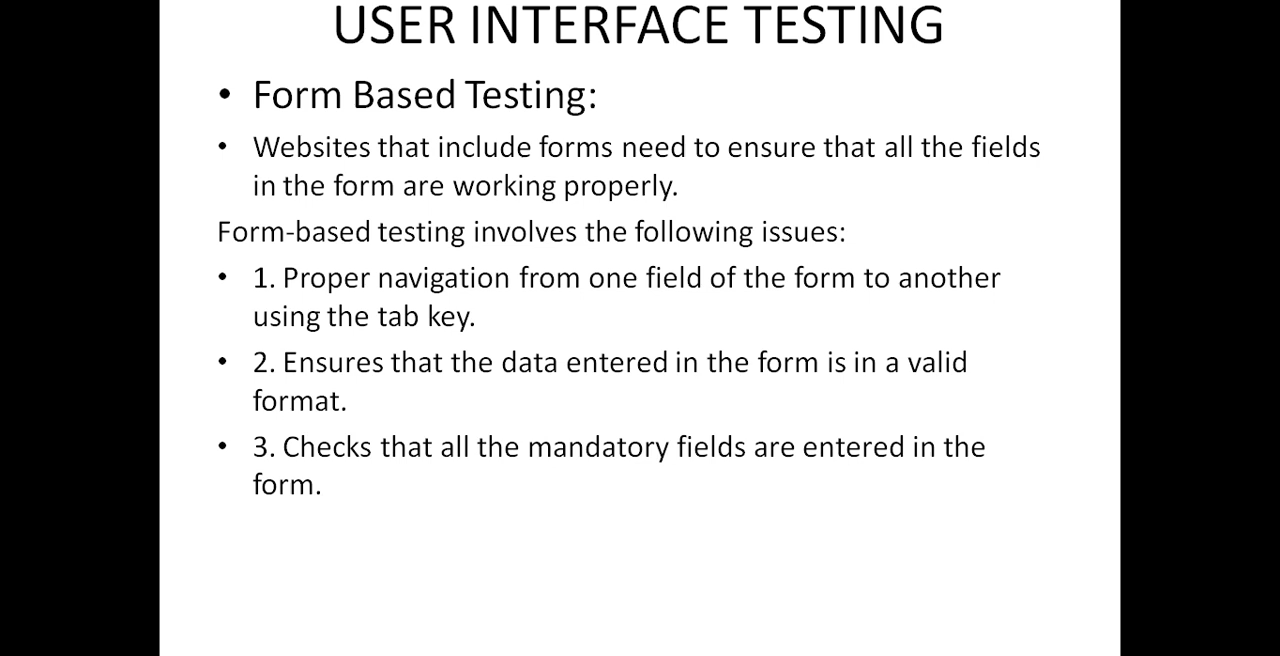 USER INTERFACE TESTING
• Form Based Testing:
• Websites that include forms need to ensure that all the fields
in the form are working properly.
Form-based testing involves the following issues:
• 1. Proper navigation from one field of the form to another
using the tab key.
• 2. Ensures that the data entered in the form is in a valid
format.
• 3. Checks that all the mandatory fields are entered in the
form.